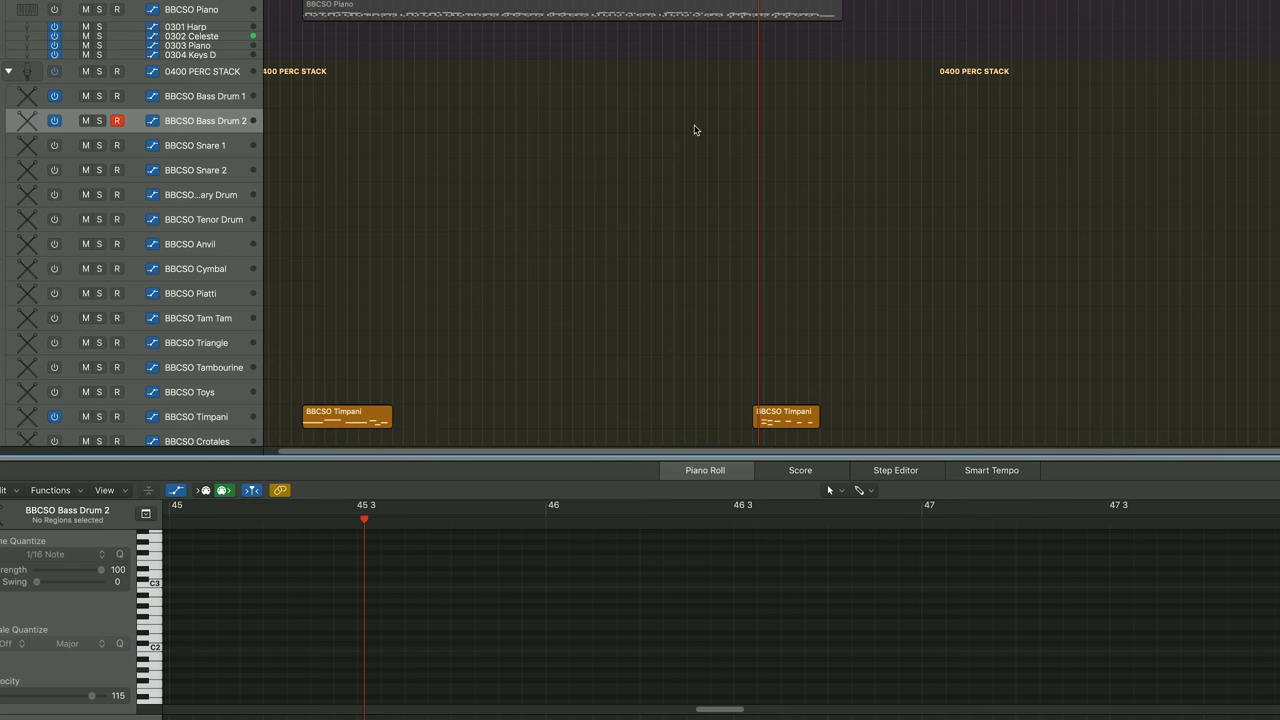 BBCSO Piano
BBCSO Piano
0301 Harp
0302 Celeste
0303 Piano
0304 Keys D
M S R 0400 PERC STACK
400 PERC STACK
0400 PERC STACK
M S R BBCSO Bass Drum 1
M S R BBCSO Bass Drum 2
M S R BBCSO Snare 1
M S R BBCSO Snare 2
M S R BBCSO...ary Drum
M S R BBCSO Tenor Drum
M S R BBCSO Anvil
M S R BBCSO Cymbal
M S R BBCSO Piatti
M S R BBCSO Tam Tam
M S R BBCSO Triangle
M S R BBCSO Tambourine
M S R BBCSO Toys
M S R BBCSO Timpani
BBCSO Timpani
BBCSO Timpani
M S R BBCSO Crotales
Piano Roll
Score
Step Editor
Smart Tempo
it Functions View
BBCSO Bass Drum 2
No Regions selected
45
45 3
46
46 3
47
47 3
ne Quantize
1/16 Note Q
rength 100
Swing 0
ale Quantize
Off Major Q
ocity
115
C3
C2